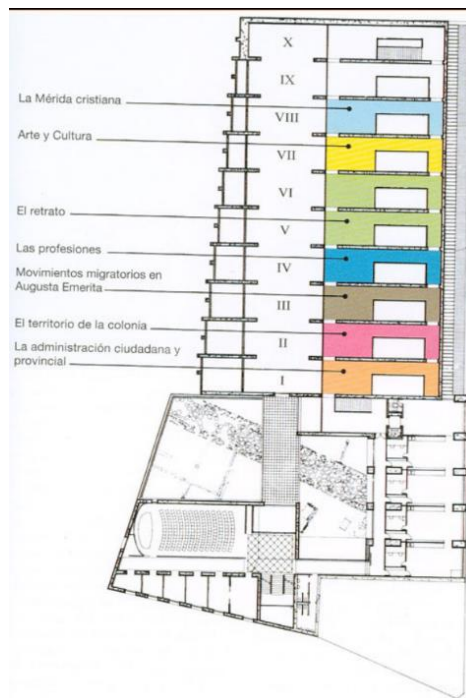 X
IX
La Mérida cristiana
VIII
Arte y Cultura
VII
VI
El retrato
V
Las profesiones
IV
Movimientos migratorios en
Augusta Emerita
III
El territorio de la colonia
II
La administración ciudadana y
provincial
I